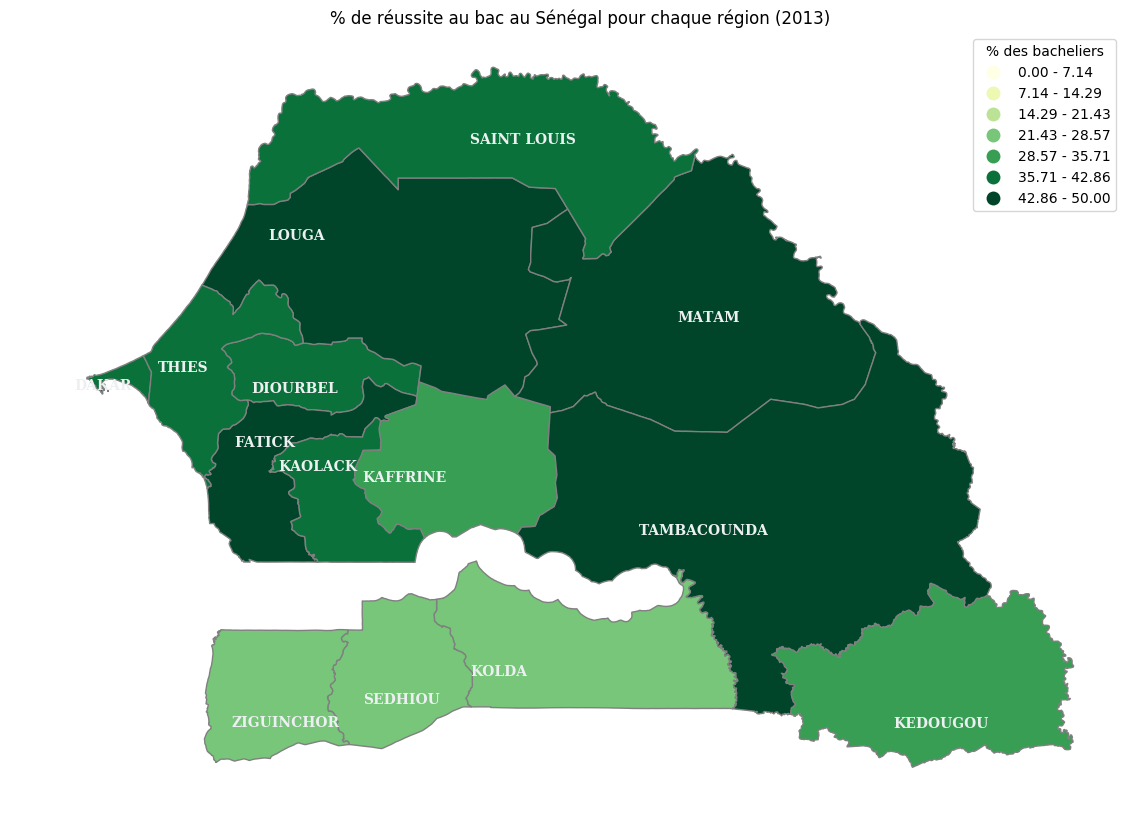 % de réussite au bac au Sénégal pour chaque région (2013)
% des bacheliers
0.00 - 7.14
7.14 - 14.29
14.29 - 21.43
21.43 - 28.57
28.57 - 35.71
35.71 - 42.86
42.86 - 50.00
SAINT LOUIS
LOUGA
MATAM
THIES
DAKAR
DIOURBEL
FATICK
KAOLACK
KAFFRINE
TAMBACOUNDA
KOLDA
SEDHIOU
ZIGUINCHOR
KEDOUGOU